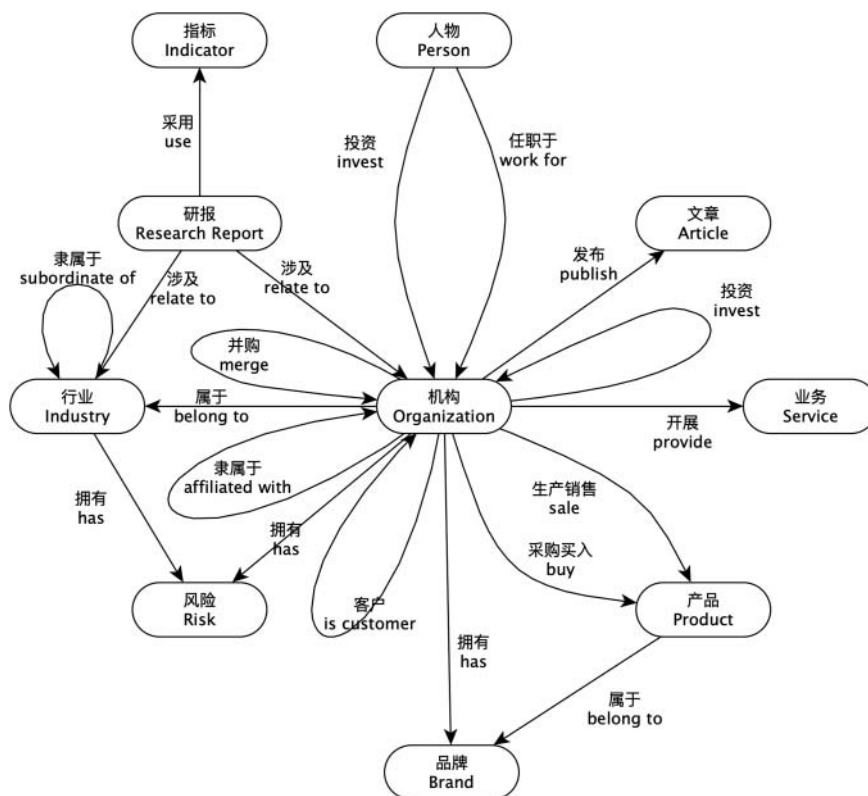 指标
Indicator
人物
Person
采用
use
投资
invest
任职于
work for
研报
Research Report
文章
Article
隶属于
subordinate of
涉及
relate to
涉及
relate to
发布
publish
投资
invest
并购
merge
行业
Industry
属于
belong to
机构
Organization
业务
Service
开展
provide
隶属于
affiliated with
拥有
has
拥有
has
生产销售
sale
采购买入
buy
风险
Risk
客户
is customer
产品
Product
拥有
has
属于
belong to
品牌
Brand